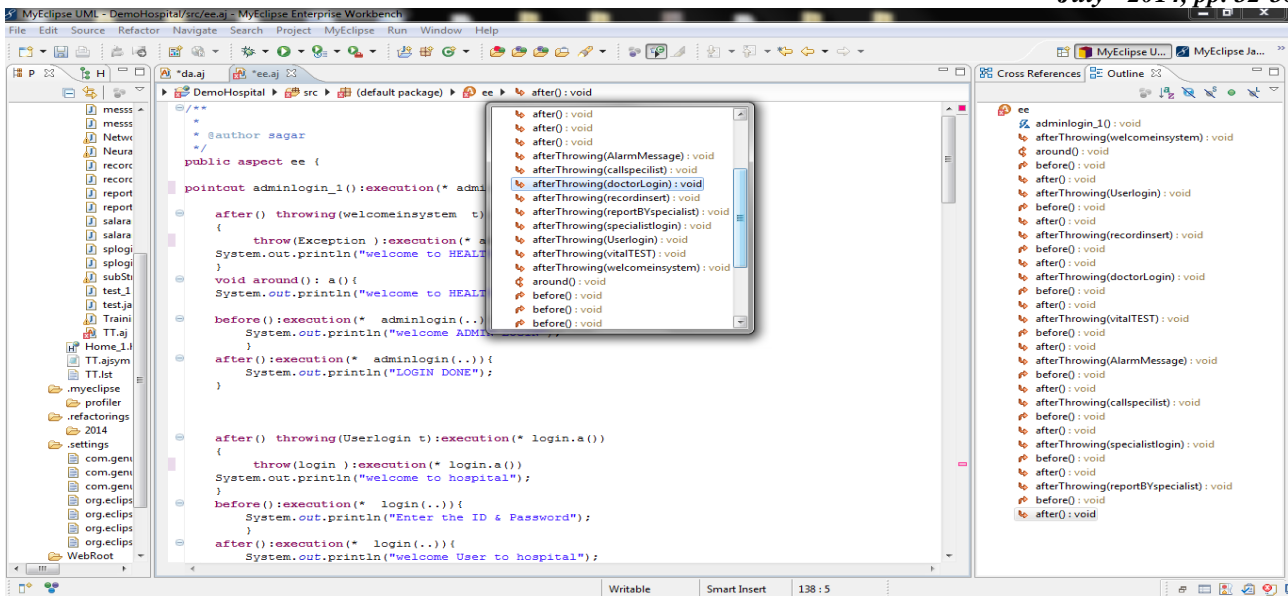 July - 2014, pp. 32-38
MyEclipse UML - DemoHospital/src/ee.aj - MyEclipse Enterprise Workbench
File Edit Source Refactor Navigate Search Project MyEclipse Run Window Help
MyEclipse U... MyEclipse Ja...
P H
*da.aj *ee.aj
DemoHospital src (default package) ee after() : void
messs
messs
Netwo
Neura
record
record
report
report
salara
salara
splogi
splogi
subStr
test_1
test.ja
Traini
TT.aj
Home_1.
TT.ajsym
TT.lst
.myeclipse
profiler
.refactorings
2014
.settings
com.genu
com.genu
com.genu
org.eclips
org.eclips
org.eclips
org.eclips
WebRoot
/**
*
* @author sagar
*/
public aspect ee {
pointcut adminlogin_1():execution(* admi
after() throwing(welcomeinsystem t)
{
throw(Exception ):execution(* a
System.out.println("welcome to HEALT
}
void around(): a(){
System.out.println("welcome to HEALT
before():execution(* adminlogin(..)
System.out.println("welcome ADMIN
}
after():execution(* adminlogin(..)){
System.out.println("LOGIN DONE");
}
after() throwing(Userlogin t):execution(* login.a())
{
throw(login ):execution(* login.a())
System.out.println("welcome to hospital");
}
before():execution(* login(..)){
System.out.println("Enter the ID & Password");
}
after():execution(* login(..)){
System.out.println("welcome User to hospital");
after() : void
after() : void
after() : void
afterThrowing(AlarmMessage) : void
afterThrowing(callspecilist) : void
afterThrowing(doctorLogin) : void
afterThrowing(recordinsert) : void
afterThrowing(reportBYspecialist) : void
afterThrowing(specialistlogin) : void
afterThrowing(Userlogin) : void
afterThrowing(vitalTEST) : void
afterThrowing(welcomeinsystem) : void
around() : void
before() : void
before() : void
before() : void
Cross References Outline
ee
adminlogin_1() : void
afterThrowing(welcomeinsystem) : void
around() : void
before() : void
after() : void
afterThrowing(Userlogin) : void
before() : void
after() : void
afterThrowing(recordinsert) : void
before() : void
after() : void
afterThrowing(doctorLogin) : void
before() : void
after() : void
afterThrowing(vitalTEST) : void
before() : void
after() : void
afterThrowing(AlarmMessage) : void
before() : void
after() : void
afterThrowing(callspecilist) : void
before() : void
after() : void
afterThrowing(specialistlogin) : void
before() : void
after() : void
afterThrowing(reportBYspecialist) : void
before() : void
after() : void
Writable Smart Insert 138 : 5